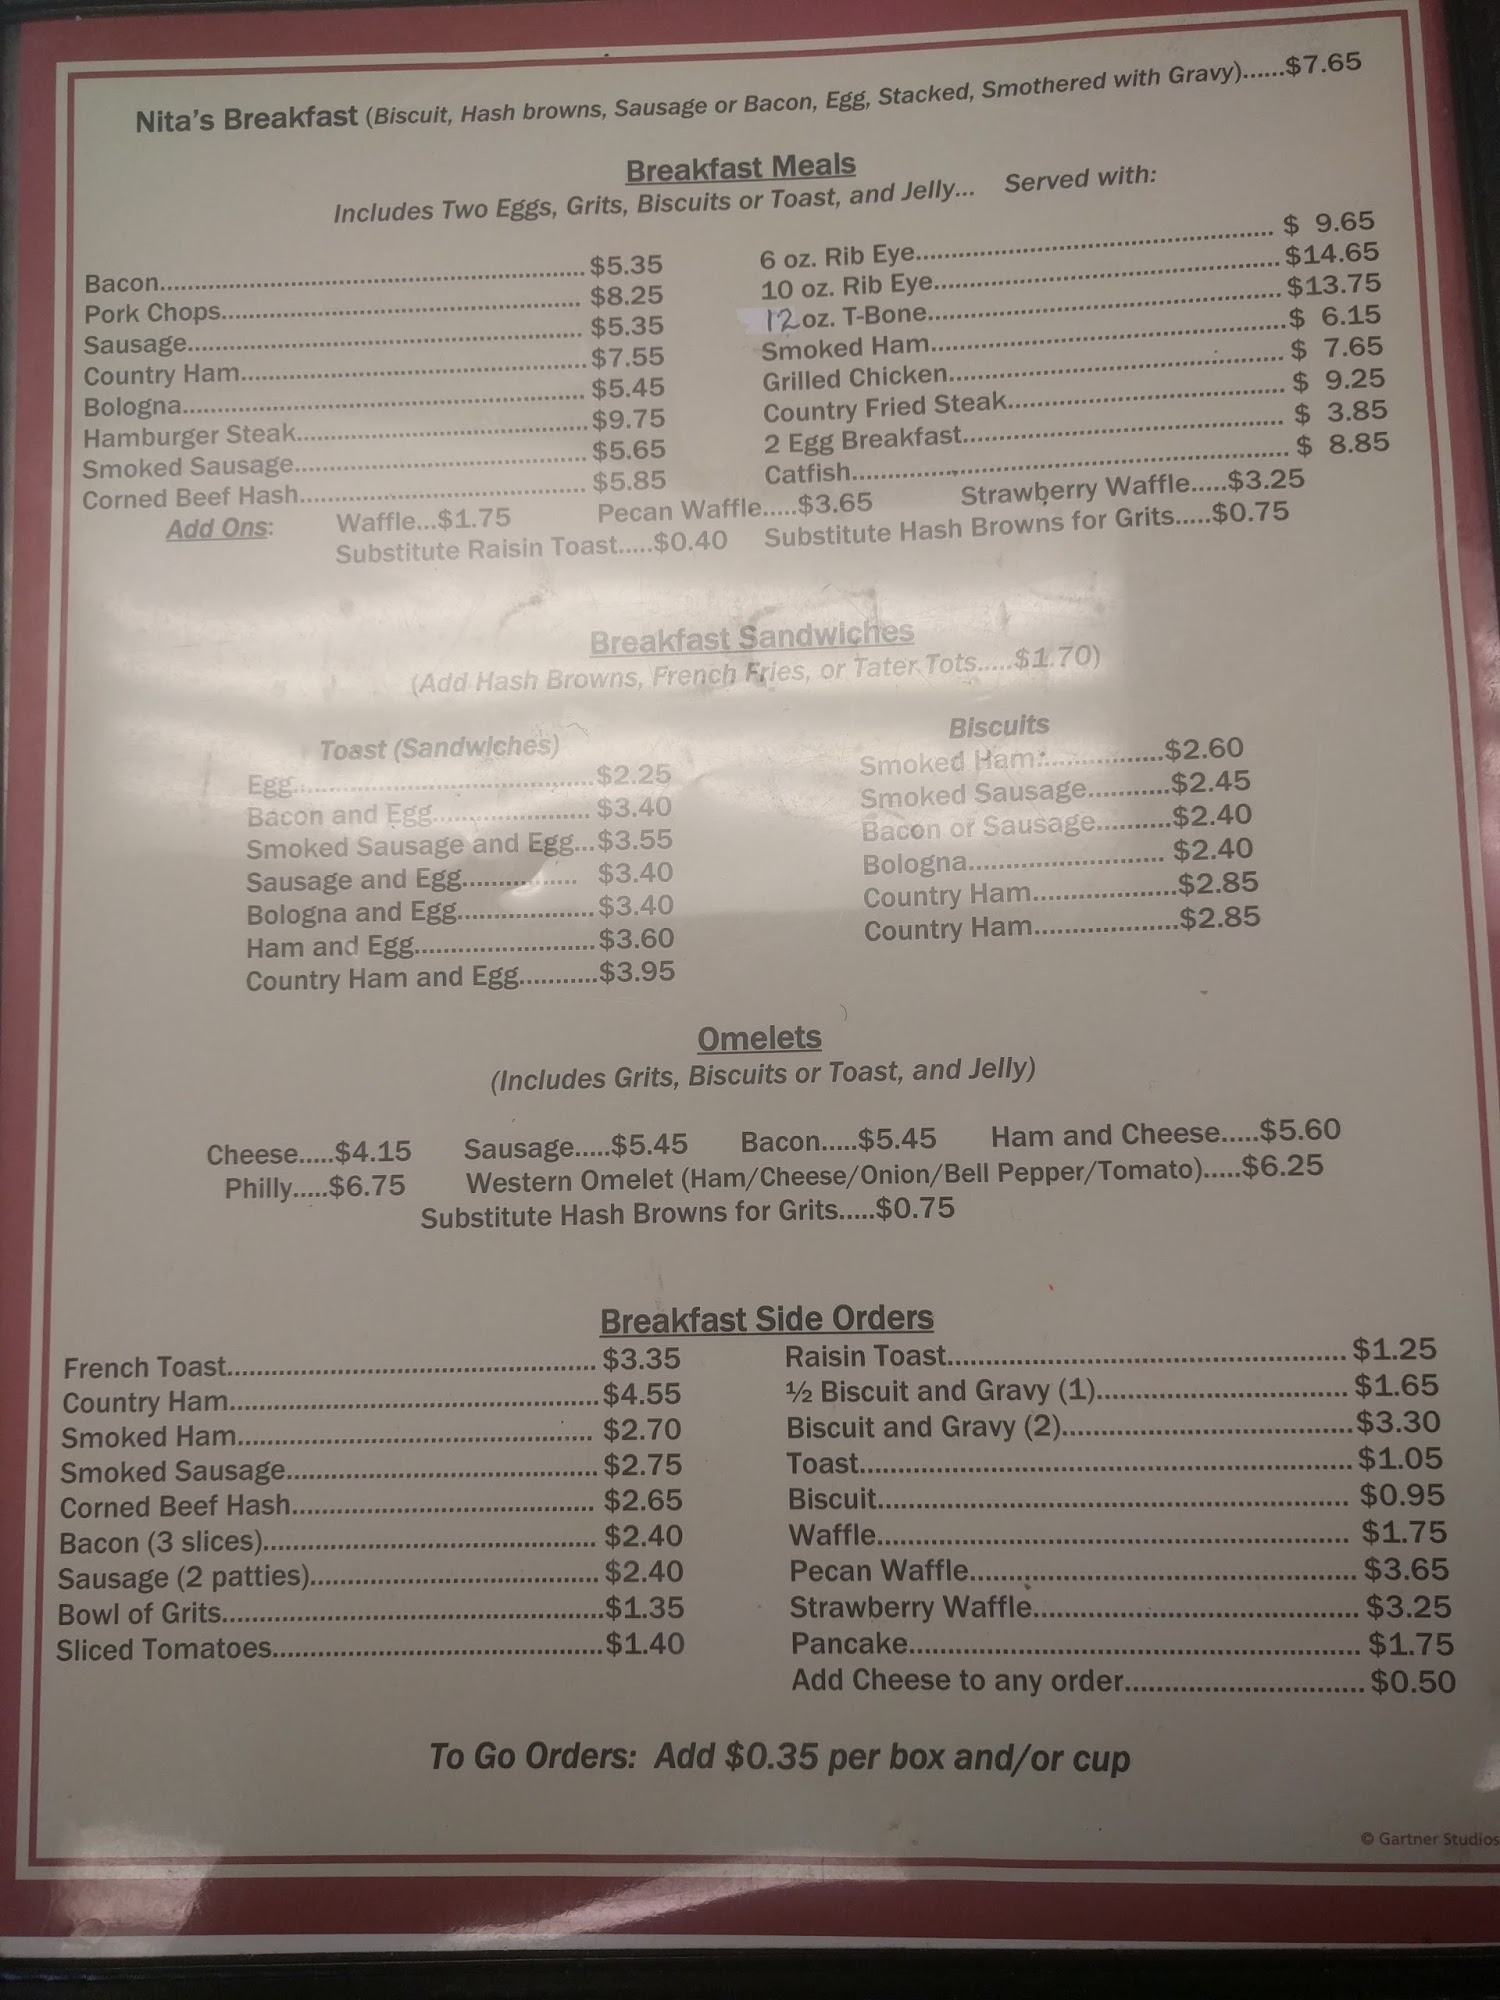 Nita's Breakfast (Biscuit, Hash browns, Sausage or Bacon, Egg, Stacked, Smothered with Gravy)......$7.65
Breakfast Meals
Includes Two Eggs, Grits, Biscuits or Toast, and Jelly... Served with:
Bacon........ $5.35
Pork Chops........ $8.25
Sausage........ $5.35
Country Ham........ $7.55
Bologna........ $5.45
Hamburger Steak........ $9.75
Smoked Sausage........ $5.65
Corned Beef Hash........ $5.85
6 oz. Rib Eye........ $ 9.65
10 oz. Rib Eye........ $14.65
12 oz. T-Bone........ $13.75
Smoked Ham........ $ 6.15
Grilled Chicken........ $ 7.65
Country Fried Steak........ $ 9.25
2 Egg Breakfast........ $ 3.85
Catfish........ $ 8.85
Add Ons: Waffle...$1.75 Pecan Waffle.....$3.65 Strawberry Waffle.....$3.25
Substitute Raisin Toast.....$0.40 Substitute Hash Browns for Grits.....$0.75
Breakfast Sandwiches
(Add Hash Browns, French Fries, or Tater Tots.....$1.70)
Toast (Sandwiches)
Egg........$2.25
Bacon and Egg........ $3.40
Smoked Sausage and Egg...$3.55
Sausage and Egg........ $3.40
Bologna and Egg........$3.40
Ham and Egg........$3.60
Country Ham and Egg........$3.95
Biscuits
Smoked Ham........$2.60
Smoked Sausage........$2.45
Bacon or Sausage........$2.40
Bologna........ $2.40
Country Ham........$2.85
Country Ham........$2.85
Omelets
(Includes Grits, Biscuits or Toast, and Jelly)
Cheese.....$4.15 Sausage.....$5.45 Bacon.....$5.45 Ham and Cheese.....$5.60
Philly.....$6.75 Western Omelet (Ham/Cheese/Onion/Bell Pepper/Tomato).....$6.25
Substitute Hash Browns for Grits.....$0.75
Breakfast Side Orders
French Toast........ $3.35
Country Ham........$4.55
Smoked Ham........ $2.70
Smoked Sausage........ $2.75
Corned Beef Hash........ $2.65
Bacon (3 slices)........ $2.40
Sausage (2 patties)........ $2.40
Bowl of Grits........$1.35
Sliced Tomatoes........$1.40
Raisin Toast........ $1.25
½ Biscuit and Gravy (1)........ $1.65
Biscuit and Gravy (2)........$3.30
Toast........ $1.05
Biscuit........ $0.95
Waffle........ $1.75
Pecan Waffle........ $3.65
Strawberry Waffle........ $3.25
Pancake........ $1.75
Add Cheese to any order........ $0.50
To Go Orders: Add $0.35 per box and/or cup
© Gartner Studios